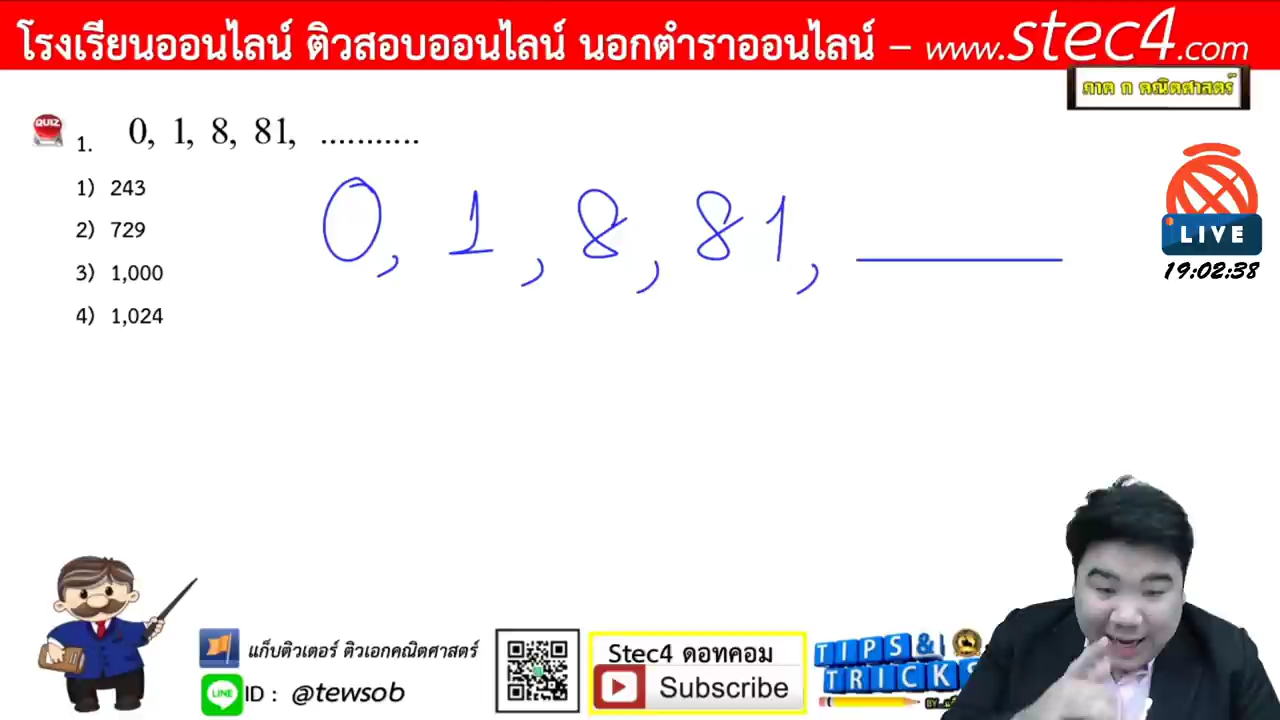 โรงเรียนออนไลน์ ติวสอบออนไลน์ นอกตำราออนไลน์ – www.stec4.com
ภาค ก คณิตศาสตร์
QUIZ
1. 0, 1, 8, 81, ...........
1) 243
2) 729
3) 1,000
4) 1,024
0, 1, 8, 81,
LIVE
19:02:38
แก็บติวเตอร์ ติวเอกคณิตศาสตร์
LINE ID : @tewsob
Stec4 ดอทคอม
Subscribe
TIPS &
TRICKS
BY